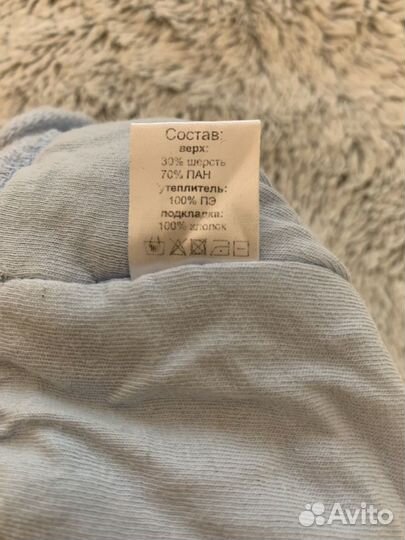 Состав:
верх:
30% шерсть
70% ПАН
утеплитель:
100% ПЭ
подкладка:
100% хлопок
Avito